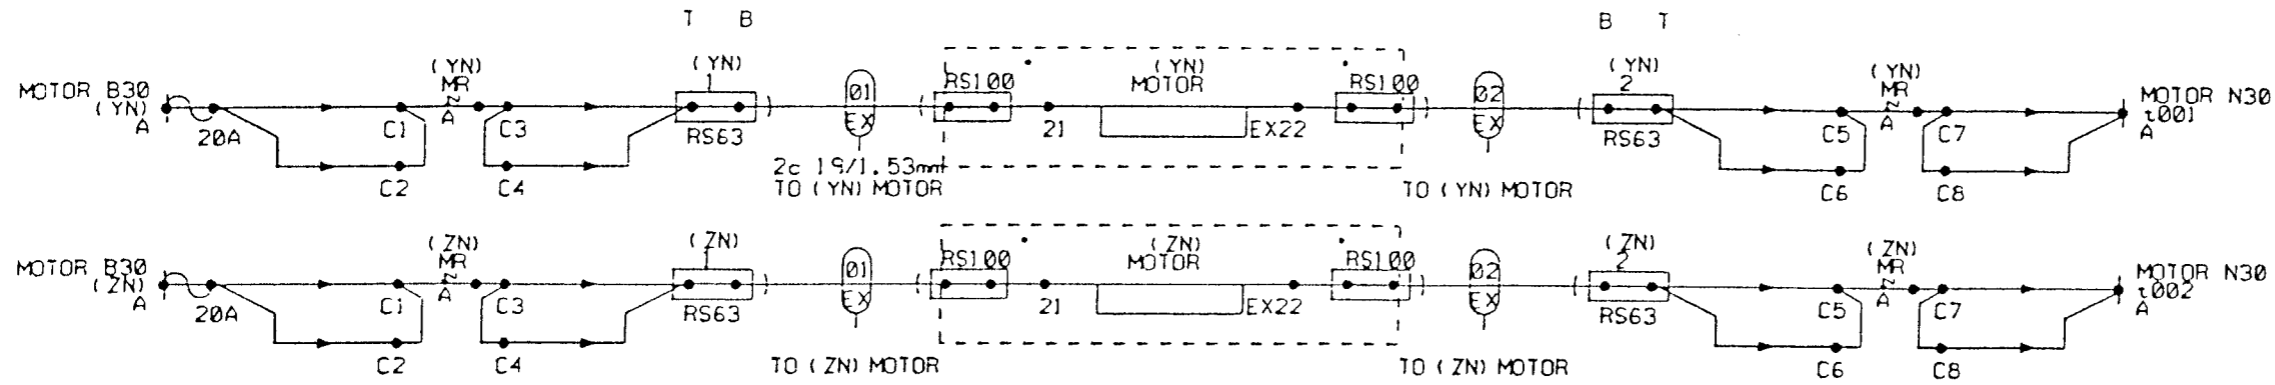 T B
B T
(YN)
(YN)
1
(YN)
MOTOR
(YN)
2
(YN)
MOTOR B30
(YN)
A
20A
C1
MR
A
C3
RS63
01
EX
RS100
21
EX22
RS100
02
EX
RS63
C5
MR
A
C7
MOTOR N30
t001
A
C2
C4
2c 19/1.53mm
TO (YN) MOTOR
TO (YN) MOTOR
C6
C8
(ZN)
(ZN)
1
(ZN)
MOTOR
(ZN)
2
(ZN)
MOTOR B30
(ZN)
A
20A
C1
MR
A
C3
RS63
01
EX
RS100
21
EX22
RS100
02
EX
RS63
C5
MR
A
C7
MOTOR N30
t002
A
C2
C4
TO (ZN) MOTOR
TO (ZN) MOTOR
C6
C8